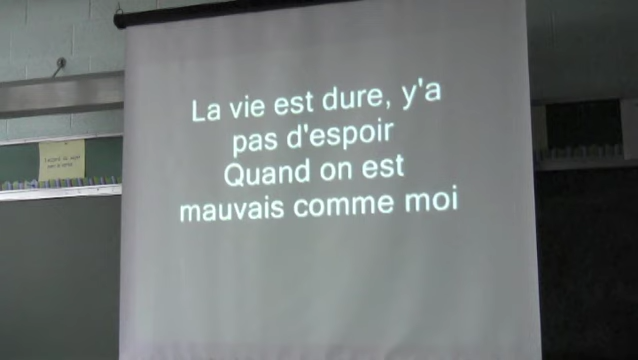 La vie est dure, y'a
pas d'espoir
Quand on est
mauvais comme moi